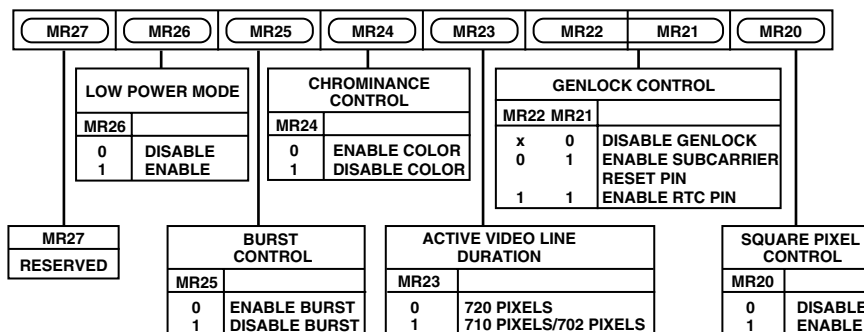 MR27 MR26 MR25 MR24 MR23 MR22 MR21 MR20
LOW POWER MODE
MR26
0 DISABLE
1 ENABLE
CHROMINANCE
CONTROL
MR24
0 ENABLE COLOR
1 DISABLE COLOR
GENLOCK CONTROL
MR22 MR21
x 0 DISABLE GENLOCK
0 1 ENABLE SUBCARRIER
RESET PIN
1 1 ENABLE RTC PIN
MR27
RESERVED
BURST
CONTROL
MR25
0 ENABLE BURST
1 DISABLE BURST
ACTIVE VIDEO LINE
DURATION
MR23
0 720 PIXELS
1 710 PIXELS/702 PIXELS
SQUARE PIXEL
CONTROL
MR20
0 DISABLE
1 ENABLE